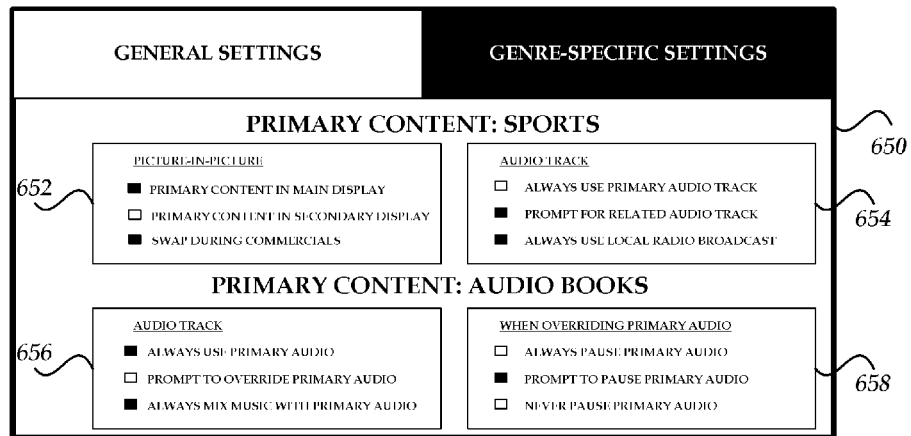 GENERAL SETTINGS
GENRE-SPECIFIC SETTINGS
PRIMARY CONTENT: SPORTS
650
652
PICTURE-IN-PICTURE
PRIMARY CONTENT IN MAIN DISPLAY
PRIMARY CONTENT IN SECONDARY DISPLAY
SWAP DURING COMMERCIALS
AUDIO TRACK
ALWAYS USE PRIMARY AUDIO TRACK
PROMPT FOR RELATED AUDIO TRACK
ALWAYS USE LOCAL RADIO BROADCAST
654
PRIMARY CONTENT: AUDIO BOOKS
656
AUDIO TRACK
ALWAYS USE PRIMARY AUDIO
PROMPT TO OVERRIDE PRIMARY AUDIO
ALWAYS MIX MUSIC WITH PRIMARY AUDIO
WHEN OVERRIDING PRIMARY AUDIO
ALWAYS PAUSE PRIMARY AUDIO
PROMPT TO PAUSE PRIMARY AUDIO
NEVER PAUSE PRIMARY AUDIO
658